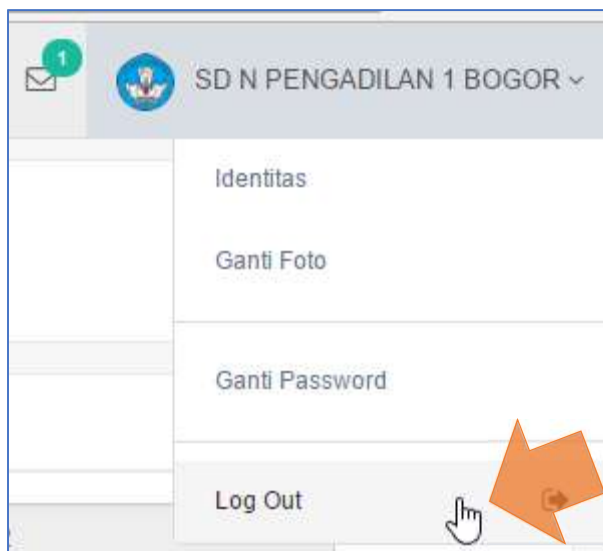 1
SD N PENGADILAN 1 BOGOR
Identitas
Ganti Foto
Ganti Password
Log Out